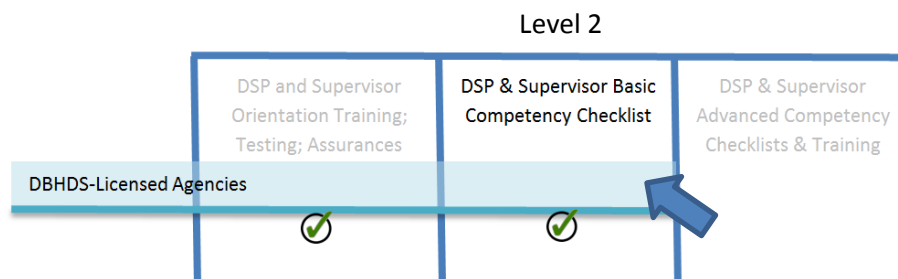 Level 2
DSP and Supervisor
Orientation Training;
Testing; Assurances
DSP & Supervisor Basic
Competency Checklist
DSP & Supervisor
Advanced Competency
Checklists & Training
DBHDS-Licensed Agencies